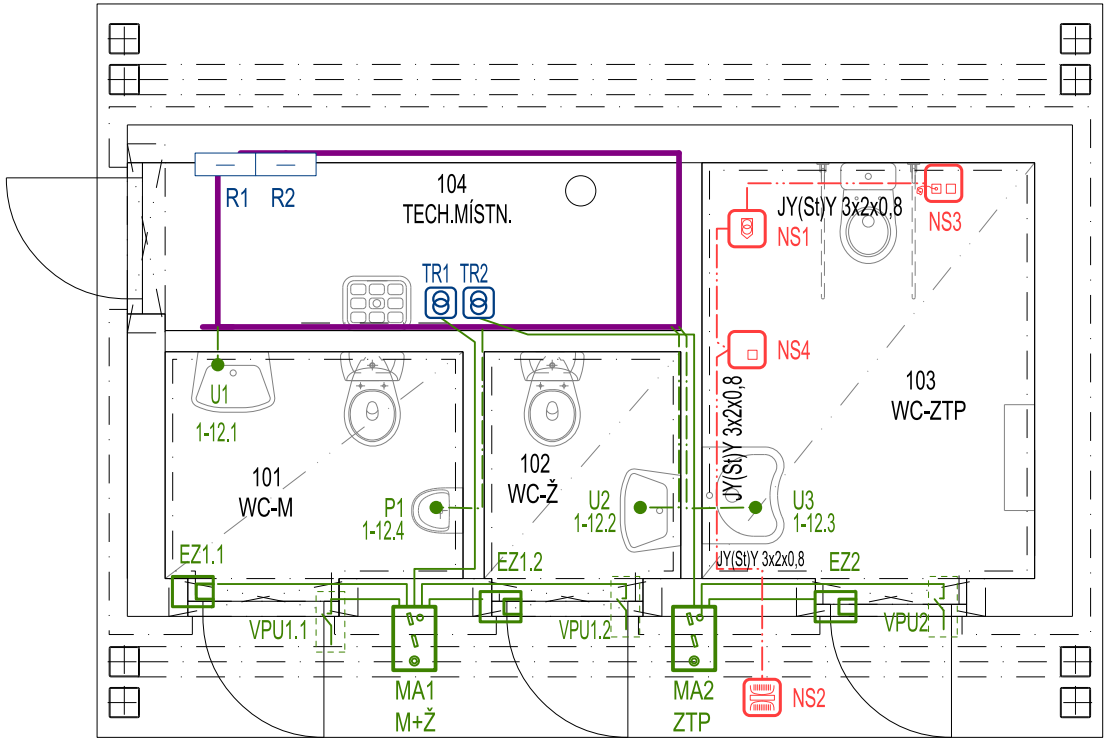 R1
R2
104
TECH.MÍSTN.
JY(St)Y 3x2x0,8
NS1
NS3
TR1
TR2
NS4
U1
1-12.1
JY(St)Y 3x2x0,8
103
WC-ZTP
101
WC-M
P1
1-12.4
102
WC-Ž
U2
1-12.2
U3
1-12.3
EZ1.1
EZ1.2
JY(St)Y 3x2x0,8
EZ2
VPU1.1
VPU1.2
VPU2
MA1
M+Ž
MA2
ZTP
NS2